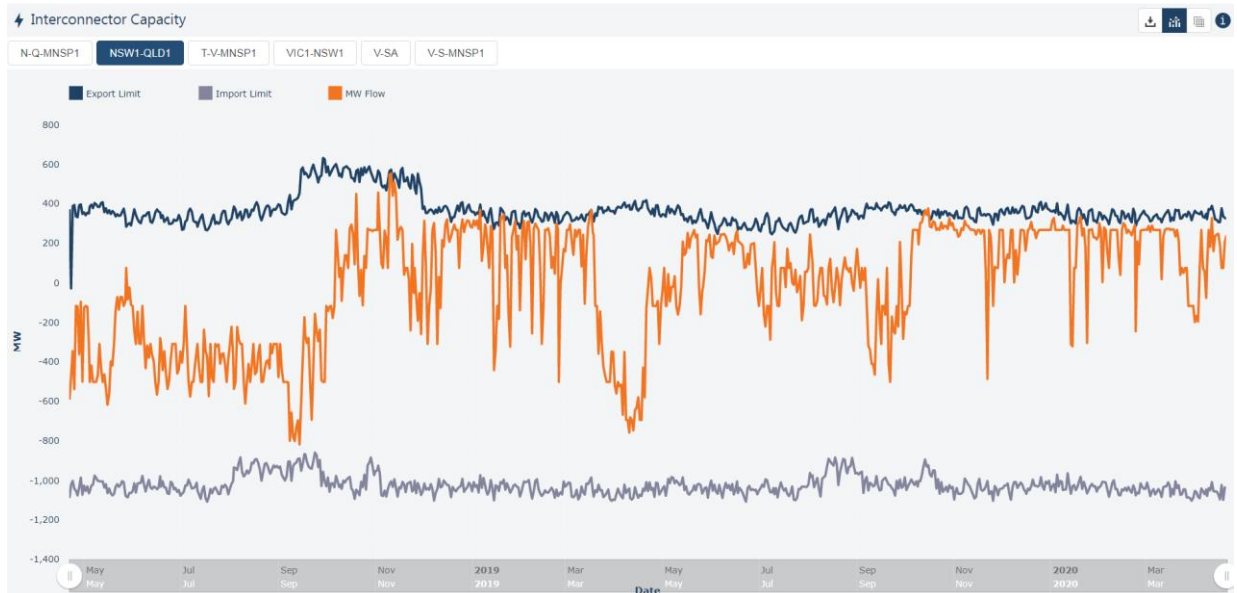 Interconnector Capacity
N-Q-MNSP1 NSW1-QLD1 T-V-MNSP1 VIC1-NSW1 V-SA V-S-MNSP1
Export Limit Import Limit MW Flow
800
600
400
200
0
-200
-400
-600
-800
-1,000
-1,200
-1,400
MW
May Jul Sep Nov 2019 Mar May Jul Sep Nov 2020 Mar
May Jul Sep Nov 2019 Mar May Jul Sep Nov 2020 Mar
Date